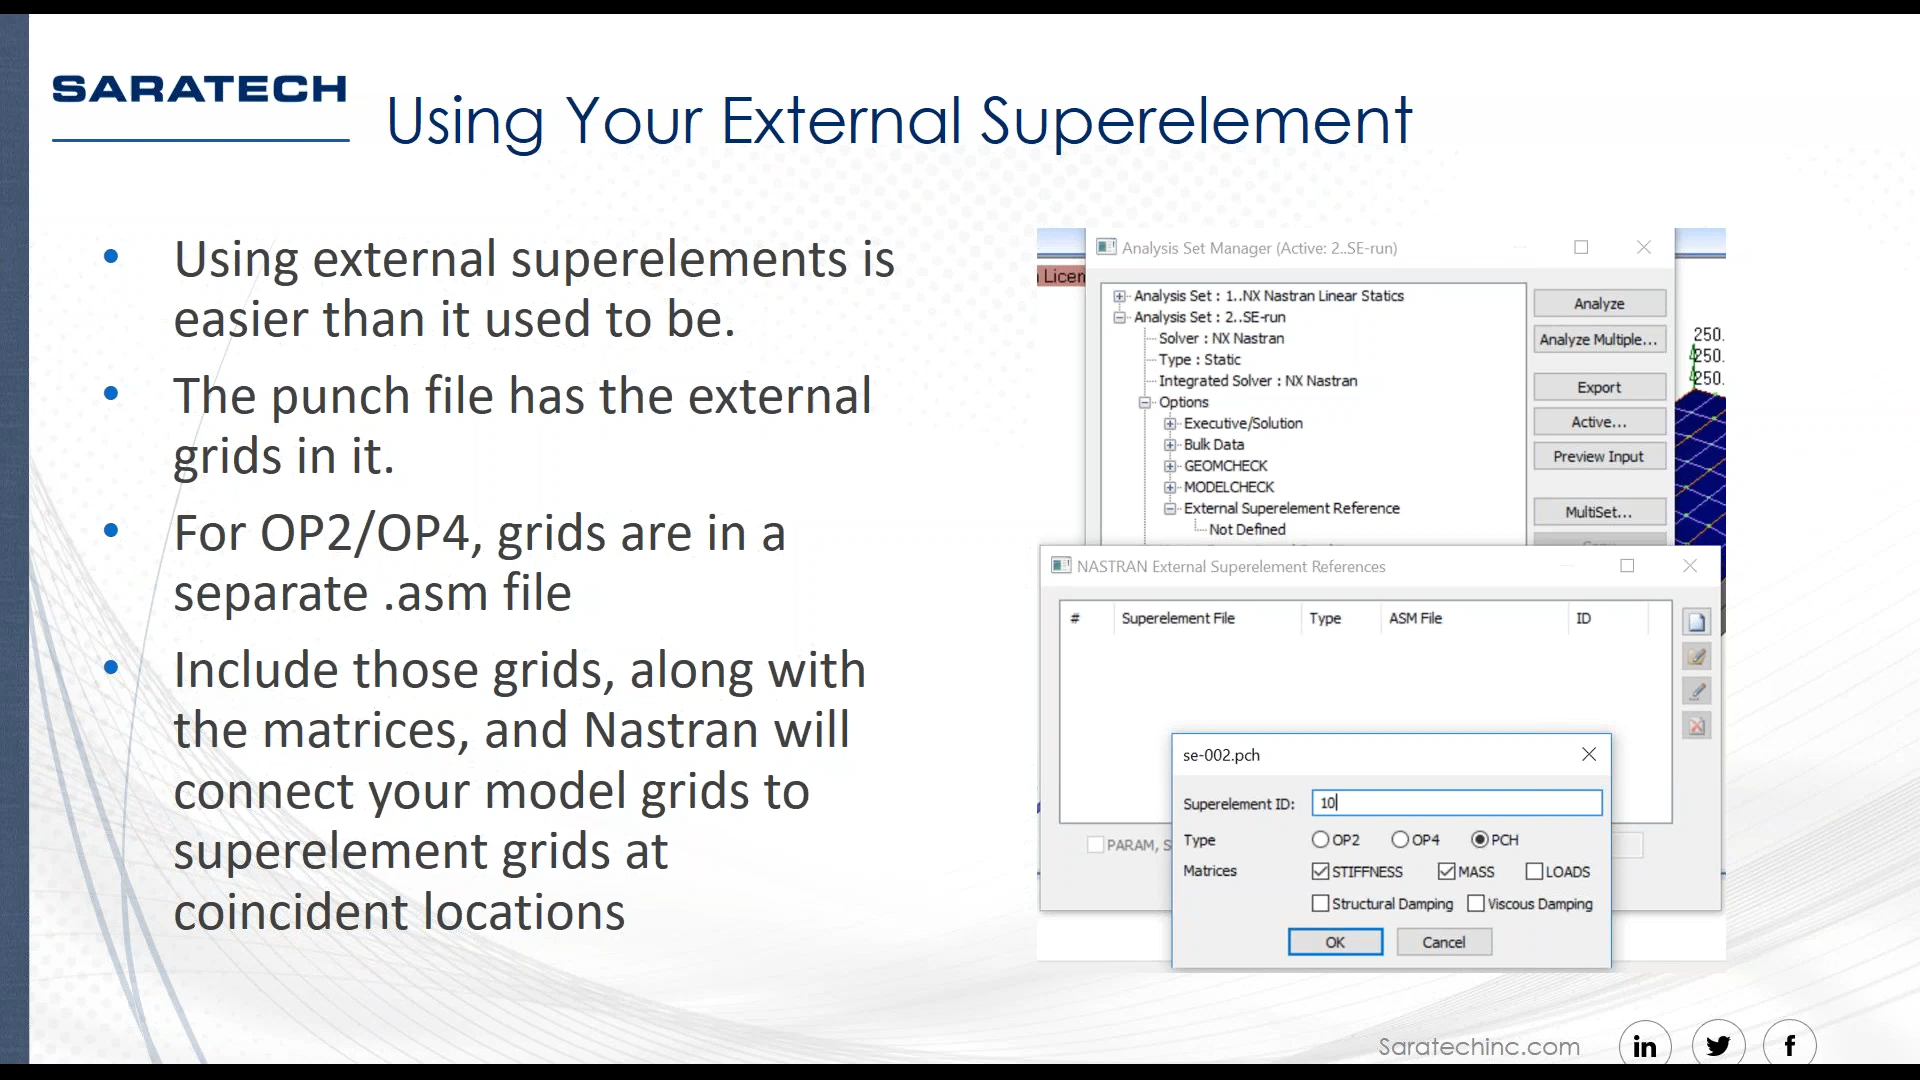 SARATECH
Using Your External Superelement
• Using external superelements is
easier than it used to be.
• The punch file has the external
grids in it.
• For OP2/OP4, grids are in a
separate .asm file
• Include those grids, along with
the matrices, and Nastran will
connect your model grids to
superelement grids at
coincident locations
Analysis Set Manager (Active: 2..SE-run)
Analysis Set : 1..NX Nastran Linear Statics
Analysis Set : 2..SE-run
Solver : NX Nastran
Type : Static
Integrated Solver : NX Nastran
Options
Executive/Solution
Bulk Data
GEOMCHECK
MODELCHECK
External Superelement Reference
Not Defined
Analyze
Analyze Multiple...
Export
Active...
Preview Input
MultiSet...
250.
250.
250.
NASTRAN External Superelement References
# Superelement File Type ASM File ID
PARAM, S
se-002.pch
Superelement ID: 10
Type OP2 OP4 PCH
Matrices STIFFNESS MASS LOADS
Structural Damping Viscous Damping
OK Cancel
Saratechinc.com